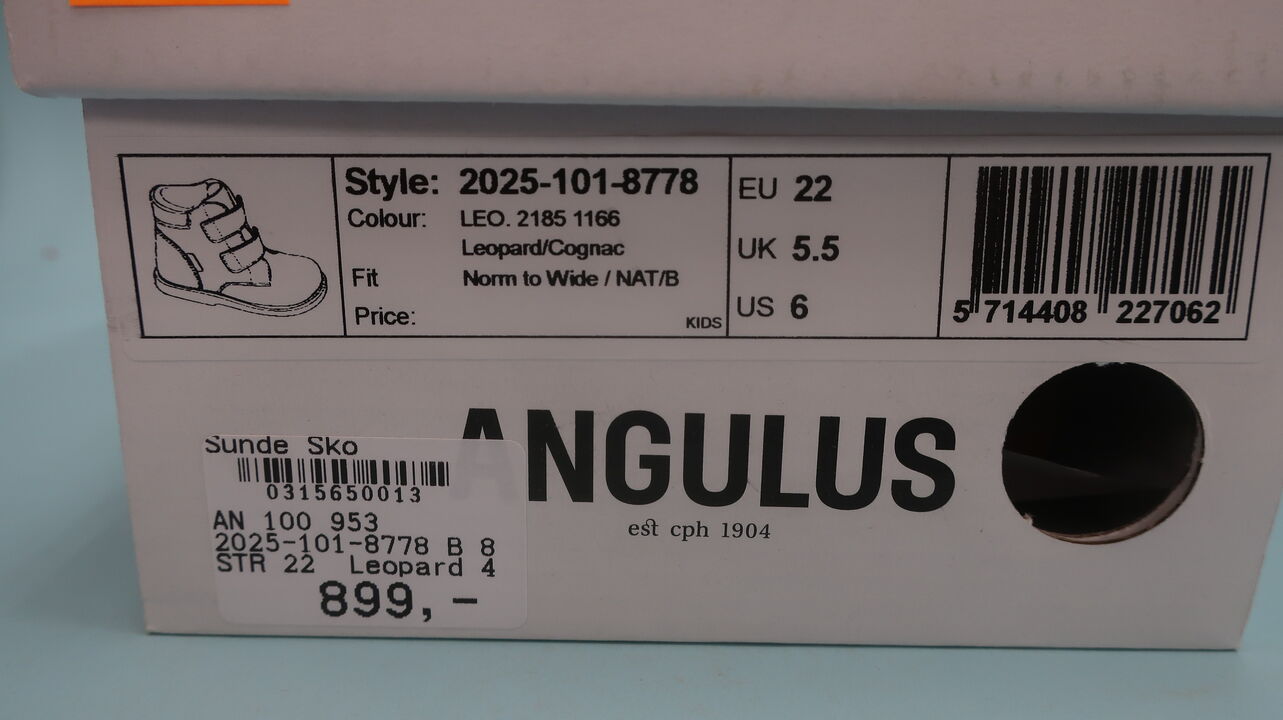 Style: 2025-101-8778
Colour: LEO. 2185 1166
Leopard/Cognac
Fit Norm to Wide / NAT/B
Price:
KIDS
EU 22
UK 5.5
US 6
5 714408 227062
ANGULUS
est cph 1904
Sunde Sko
0315650013
AN 100 953
2025-101-8778 B 8
STR 22 Leopard 4
899,-